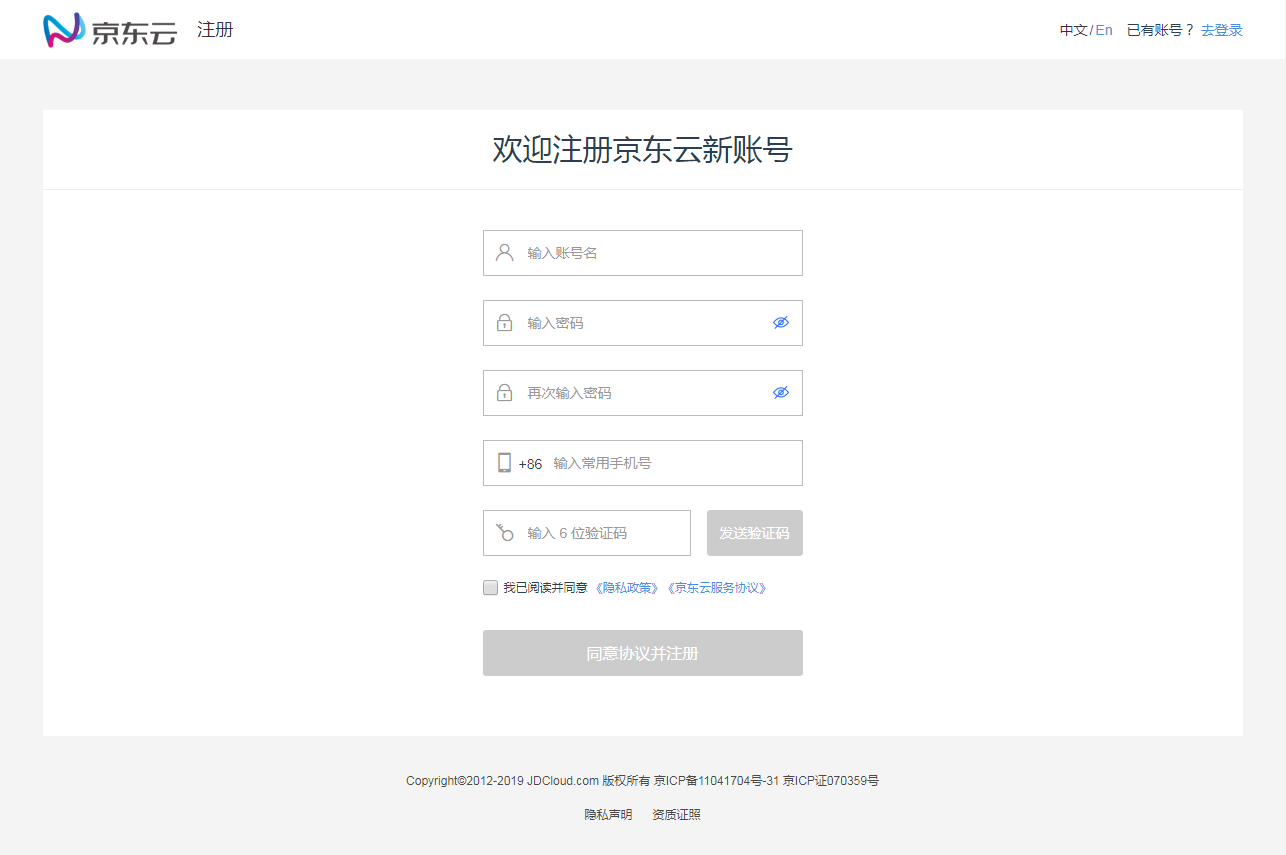 京东云 注册 中文/En 已有账号？去登录
欢迎注册京东云新账号
输入账号名
输入密码
再次输入密码
+86 输入常用手机号
输入 6 位验证码 发送验证码
我已阅读并同意《隐私政策》《京东云服务协议》
同意协议并注册
Copyright©2012-2019 JDCloud.com 版权所有 京ICP备11041704号-31 京ICP证070359号
隐私声明 资质证照